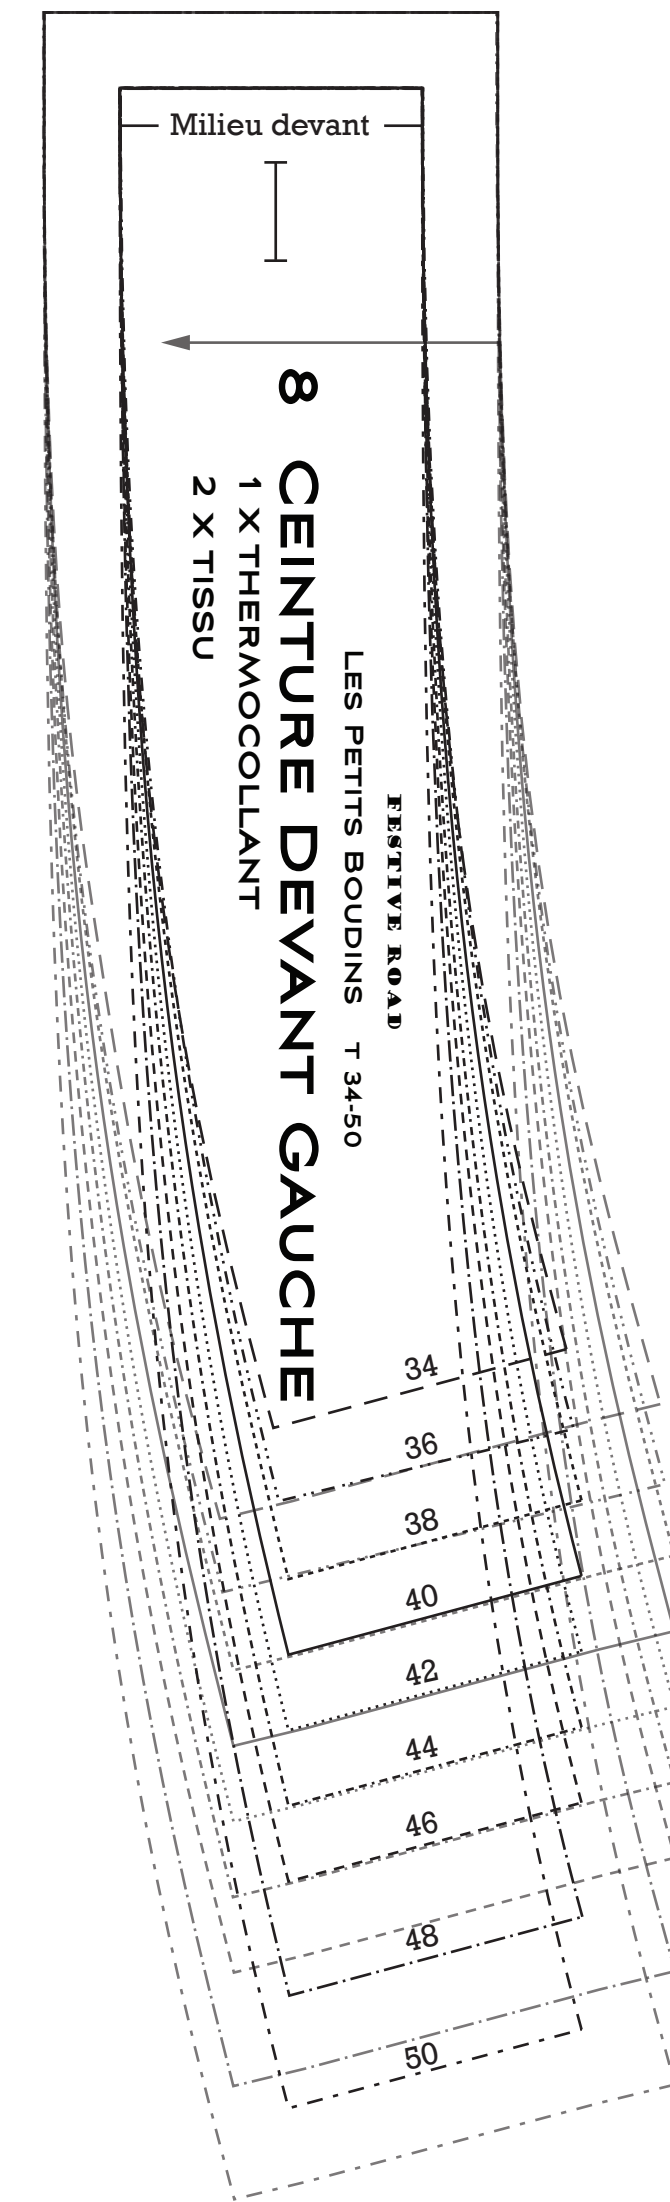 Milieu devant
8 CEINTURE DEVANT GAUCHE
1 X THERMOCOLLANT
2 X TISSU
LES PETITS BOUDINS T 34-50
FESTIVE ROAD
34
36
38
40
42
44
46
48
50